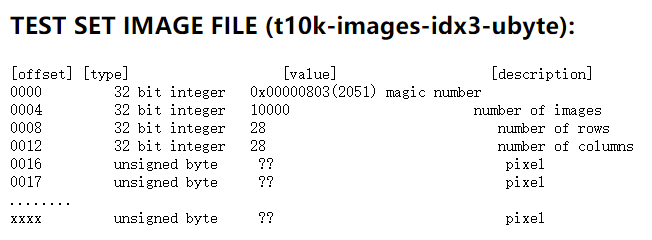 TEST SET IMAGE FILE (t10k-images-idx3-ubyte):
[offset] [type] [value] [description]
0000 32 bit integer 0x00000803(2051) magic number
0004 32 bit integer 10000 number of images
0008 32 bit integer 28 number of rows
0012 32 bit integer 28 number of columns
0016 unsigned byte ?? pixel
0017 unsigned byte ?? pixel
........
xxxx unsigned byte ?? pixel